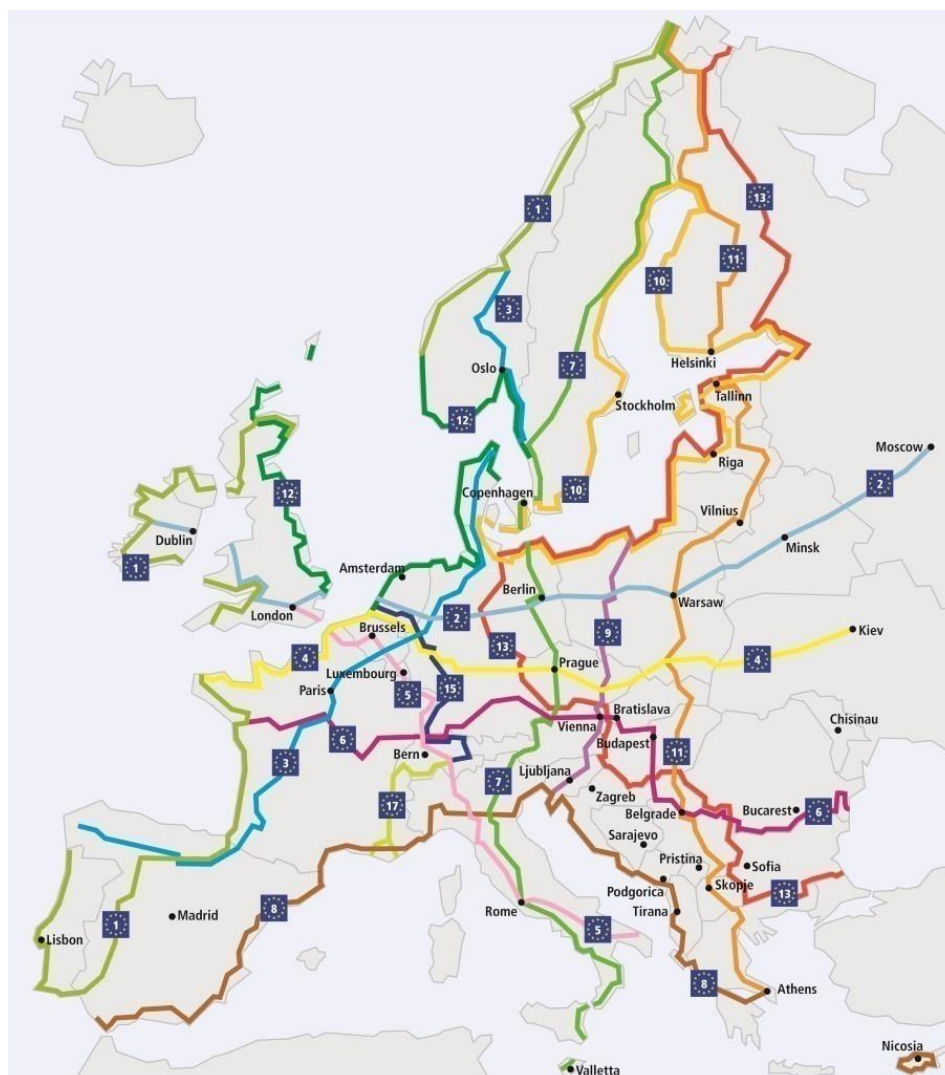 1
13
11
10
3
7
Oslo
Helsinki
Tallinn
Stockholm
12
Moscow
Riga
2
12
Copenhagen
10
Vilnius
Dublin
Minsk
1
Amsterdam
Berlin
Warsaw
London
2
Brussels
9
Kiev
4
13
4
Prague
Luxembourg
Paris
5
15
Bratislava
Vienna
Chisinau
6
Budapest
3
Bern
11
7
Ljubljana
Zagreb
17
Belgrade
Bucarest
6
Sarajevo
Pristina
Sofia
Podgorica
Skopje
13
8
Madrid
Rome
Tirana
1
5
Lisbon
8
Athens
Nicosia
Valletta